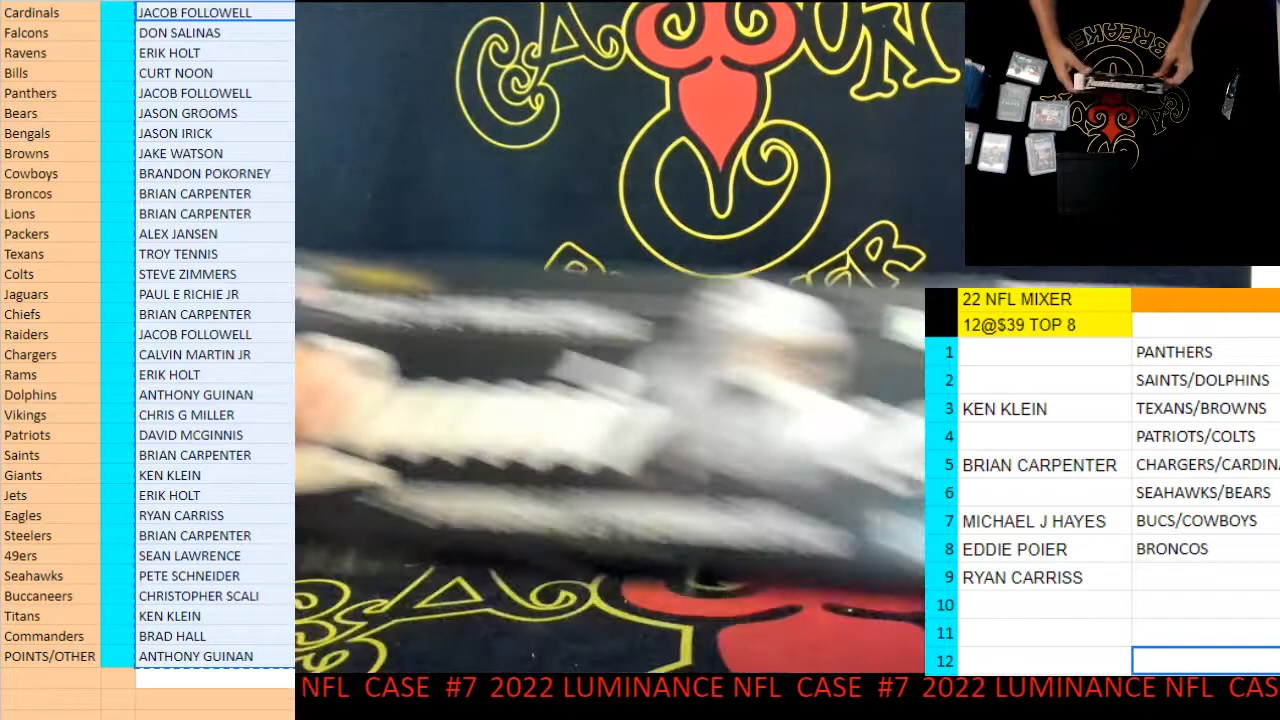 Cardinals JACOB FOLLOWELL
Falcons DON SALINAS
Ravens ERIK HOLT
Bills CURT NOON
Panthers JACOB FOLLOWELL
Bears JASON GROOMS
Bengals JASON IRICK
Browns JAKE WATSON
Cowboys BRANDON POKORNEY
Broncos BRIAN CARPENTER
Lions BRIAN CARPENTER
Packers ALEX JANSEN
Texans TROY TENNIS
Colts STEVE ZIMMERS
Jaguars PAUL E RICHIE JR
Chiefs BRIAN CARPENTER
Raiders JACOB FOLLOWELL
Chargers CALVIN MARTIN JR
Rams ERIK HOLT
Dolphins ANTHONY GUINAN
Vikings CHRIS G MILLER
Patriots DAVID MCGINNIS
Saints BRIAN CARPENTER
Giants KEN KLEIN
Jets ERIK HOLT
Eagles RYAN CARRISS
Steelers BRIAN CARPENTER
49ers SEAN LAWRENCE
Seahawks PETE SCHNEIDER
Buccaneers CHRISTOPHER SCALI
Titans KEN KLEIN
Commanders BRAD HALL
POINTS/OTHER ANTHONY GUINAN
BREAKE
22 NFL MIXER
12@$39 TOP 8
1 PANTHERS
2 SAINTS/DOLPHINS
3 KEN KLEIN TEXANS/BROWNS
4 PATRIOTS/COLTS
5 BRIAN CARPENTER CHARGERS/CARDINA
6 SEAHAWKS/BEARS
7 MICHAEL J HAYES BUCS/COWBOYS
8 EDDIE POIER BRONCOS
9 RYAN CARRISS
10
11
12
NFL CASE #7 2022 LUMINANCE NFL CASE #7 2022 LUMINANCE NFL CAS